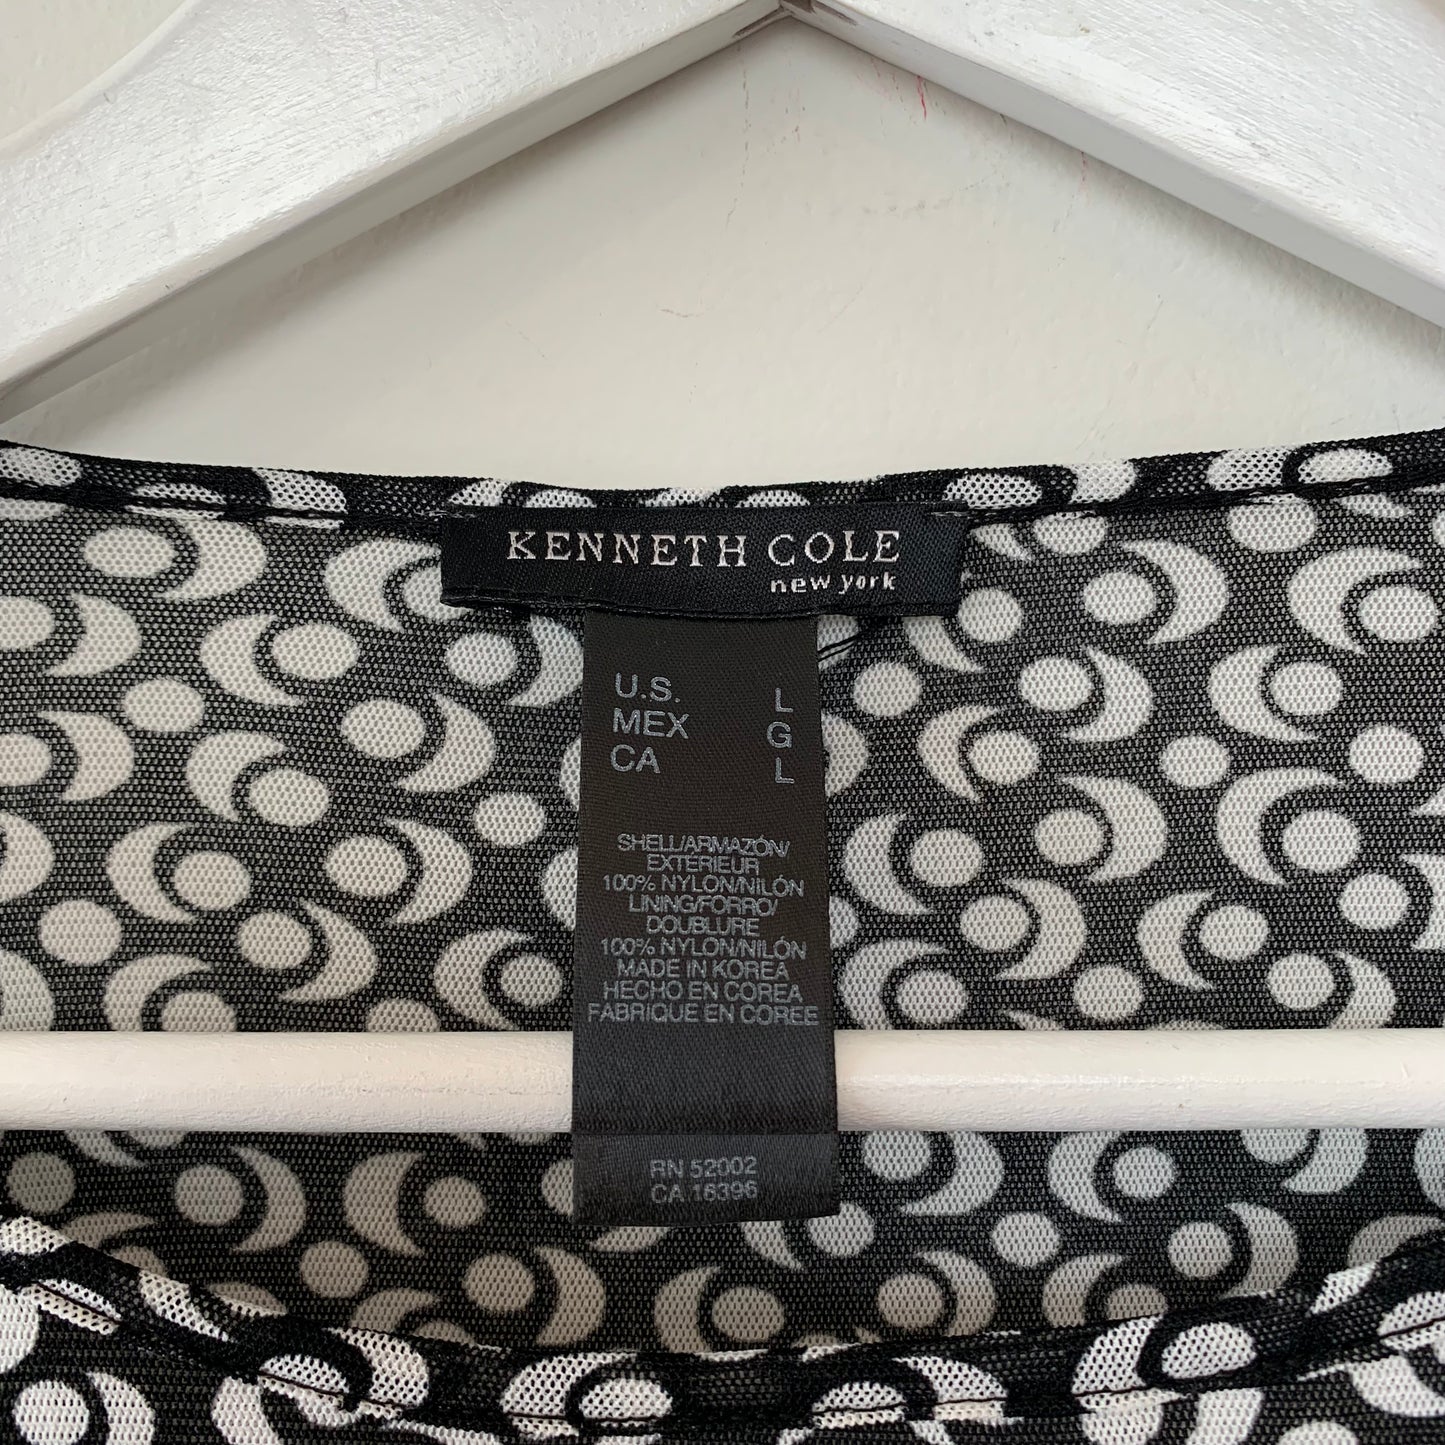 KENNETH COLE
new york
U.S. L
MEX G
CA L
SHELL/ARMAZÓN/
EXTÉRIEUR
100% NYLON/NILÓN
LINING/FORRO/
DOUBLURE
100% NYLON/NILÓN
MADE IN KOREA
HECHO EN COREA
FABRIQUE EN COREE
RN 52002
CA 16396